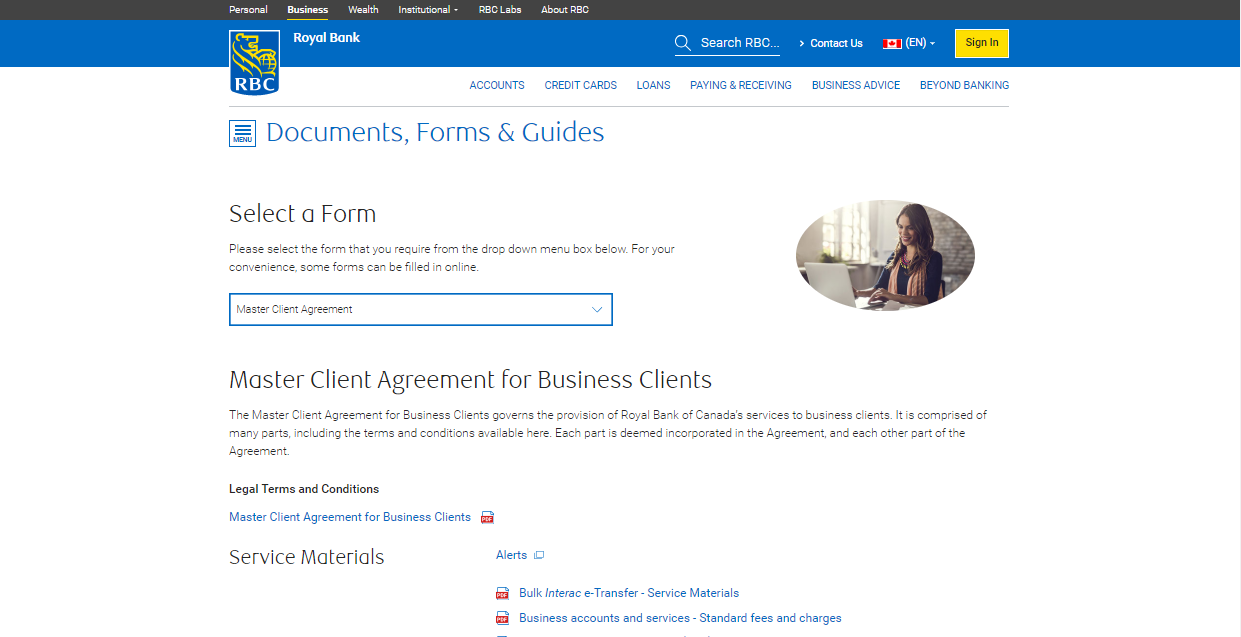 Personal Business Wealth Institutional RBC Labs About RBC
Royal Bank
Search RBC...
Contact Us
(EN)
Sign In
RBC
ACCOUNTS CREDIT CARDS LOANS PAYING & RECEIVING BUSINESS ADVICE BEYOND BANKING
MENU
Documents, Forms & Guides
Select a Form
Please select the form that you require from the drop down menu box below. For your
convenience, some forms can be filled in online.
Master Client Agreement
Master Client Agreement for Business Clients
The Master Client Agreement for Business Clients governs the provision of Royal Bank of Canada's services to business clients. It is comprised of
many parts, including the terms and conditions available here. Each part is deemed incorporated in the Agreement, and each other part of the
Agreement.
Legal Terms and Conditions
Master Client Agreement for Business Clients PDF
Service Materials
Alerts
PDF Bulk Interac e-Transfer - Service Materials
PDF Business accounts and services - Standard fees and charges